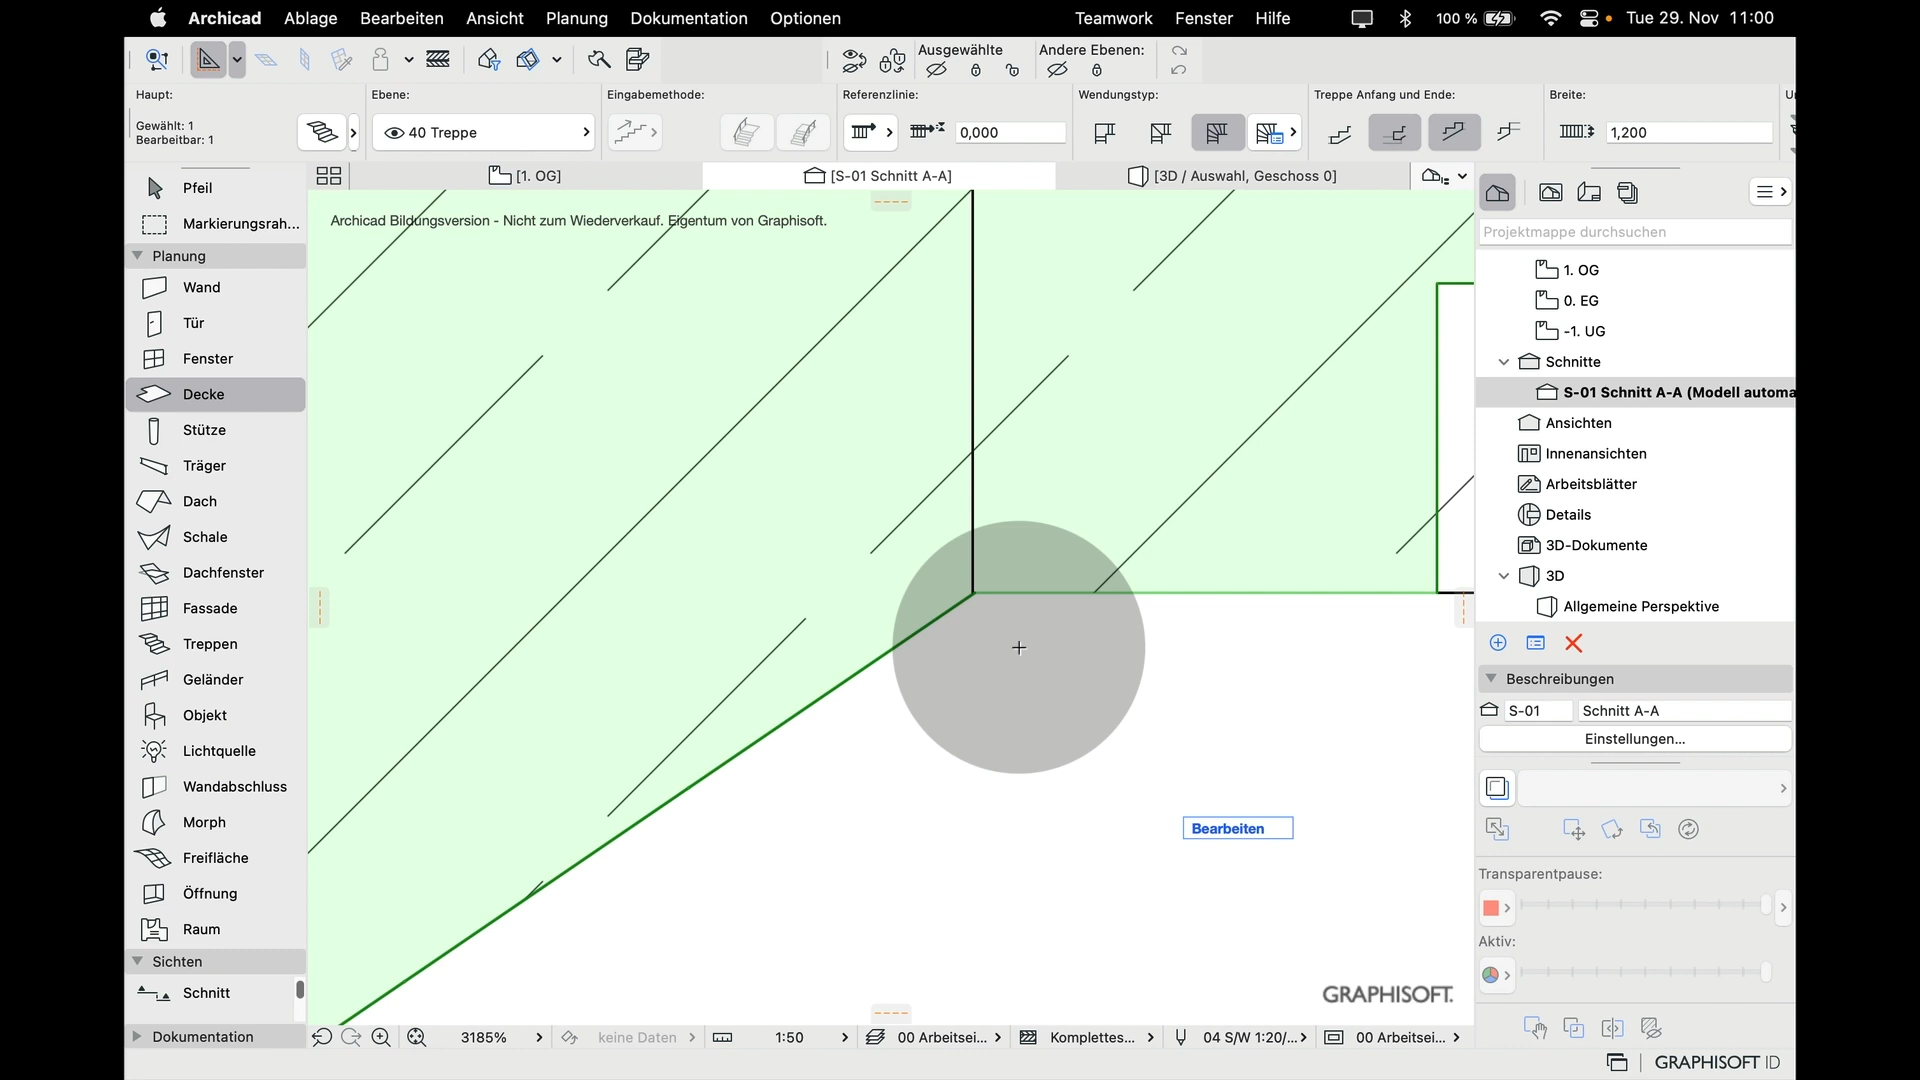 Archicad Ablage Bearbeiten Ansicht Planung Dokumentation Optionen Teamwork Fenster Hilfe 100 % Tue 29. Nov 11:00
Ausgewählte Andere Ebenen:
Haupt: Ebene: Eingabemethode: Referenzlinie: Wendungstyp: Treppe Anfang und Ende: Breite:
Gewählt: 1
Bearbeitbar: 1
40 Treppe 0,000 1,200
[1. OG] [S-01 Schnitt A-A] [3D / Auswahl, Geschoss 0]
Archicad Bildungsversion - Nicht zum Wiederverkauf. Eigentum von Graphisoft.
Pfeil
Markierungsrah...
Planung
Wand
Tür
Fenster
Decke
Stütze
Träger
Dach
Schale
Dachfenster
Fassade
Treppen
Geländer
Objekt
Lichtquelle
Wandabschluss
Morph
Freifläche
Öffnung
Raum
Sichten
Schnitt
Dokumentation
Bearbeiten
GRAPHISOFT.
3185% keine Daten 1:50 00 Arbeitsei... Komplettes... 04 S/W 1:20/... 00 Arbeitsei...
Projektmappe durchsuchen
1. OG
0. EG
-1. UG
Schnitte
S-01 Schnitt A-A (Modell automa
Ansichten
Innenansichten
Arbeitsblätter
Details
3D-Dokumente
3D
Allgemeine Perspektive
Beschreibungen
S-01 Schnitt A-A
Einstellungen...
Transparentpause:
Aktiv:
GRAPHISOFT ID